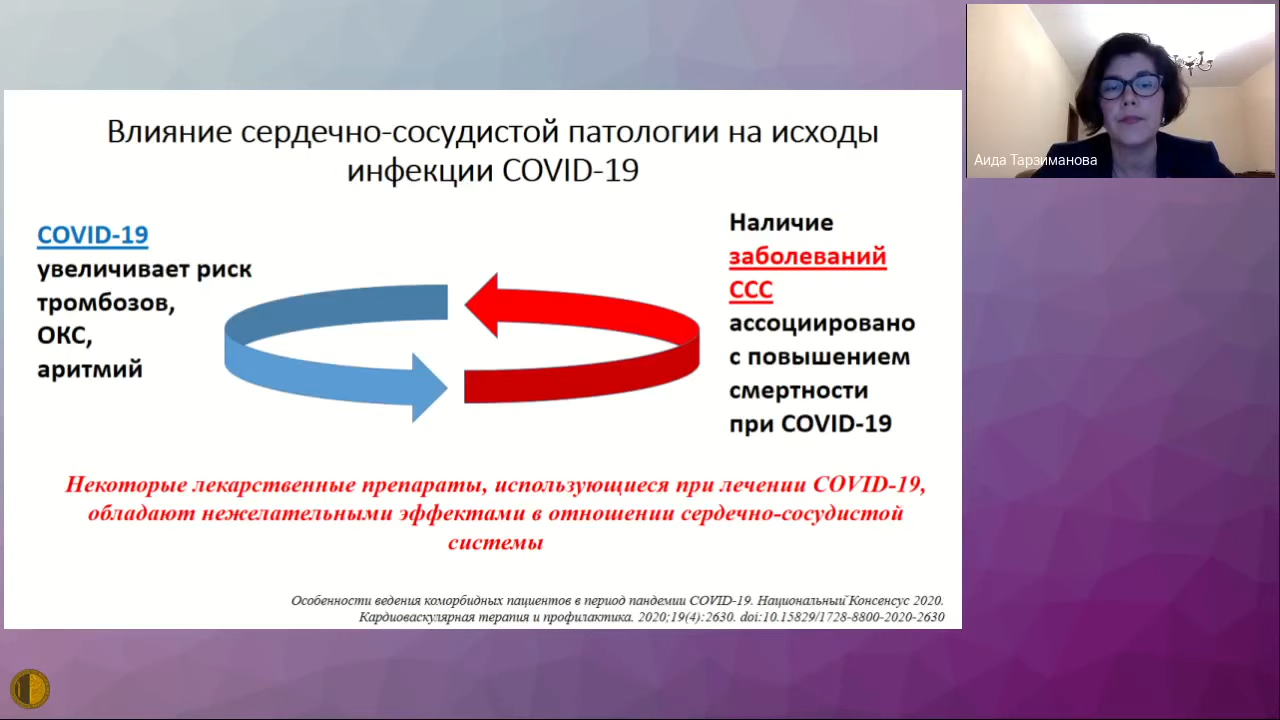 Влияние сердечно-сосудистой патологии на исходы
инфекции COVID-19
COVID-19
увеличивает риск
тромбозов,
ОКС,
аритмий
Наличие
заболеваний
ССС
ассоциировано
с повышением
смертности
при COVID-19
Некоторые лекарственные препараты, использующиеся при лечении COVID-19,
обладают нежелательными эффектами в отношении сердечно-сосудистой
системы
Особенности ведения коморбидных пациентов в период пандемии COVID-19. Национальный Консенсус 2020.
Кардиоваскулярная терапия и профилактика. 2020;19(4):2630. doi:10.15829/1728-8800-2020-2630
Аида Тарзиманова